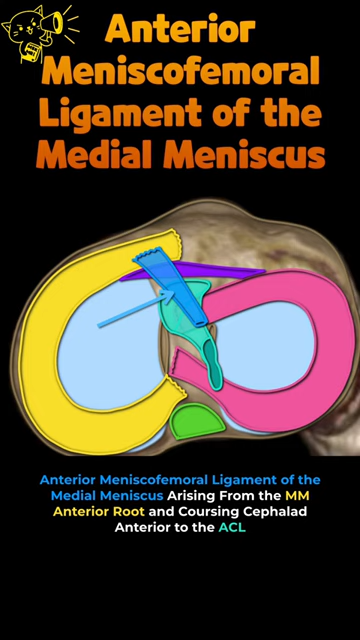 Anterior
Meniscofemoral
Ligament of the
Medial Meniscus
Anterior Meniscofemoral Ligament of the
Medial Meniscus Arising From the MM
Anterior Root and Coursing Cephalad
Anterior to the ACL